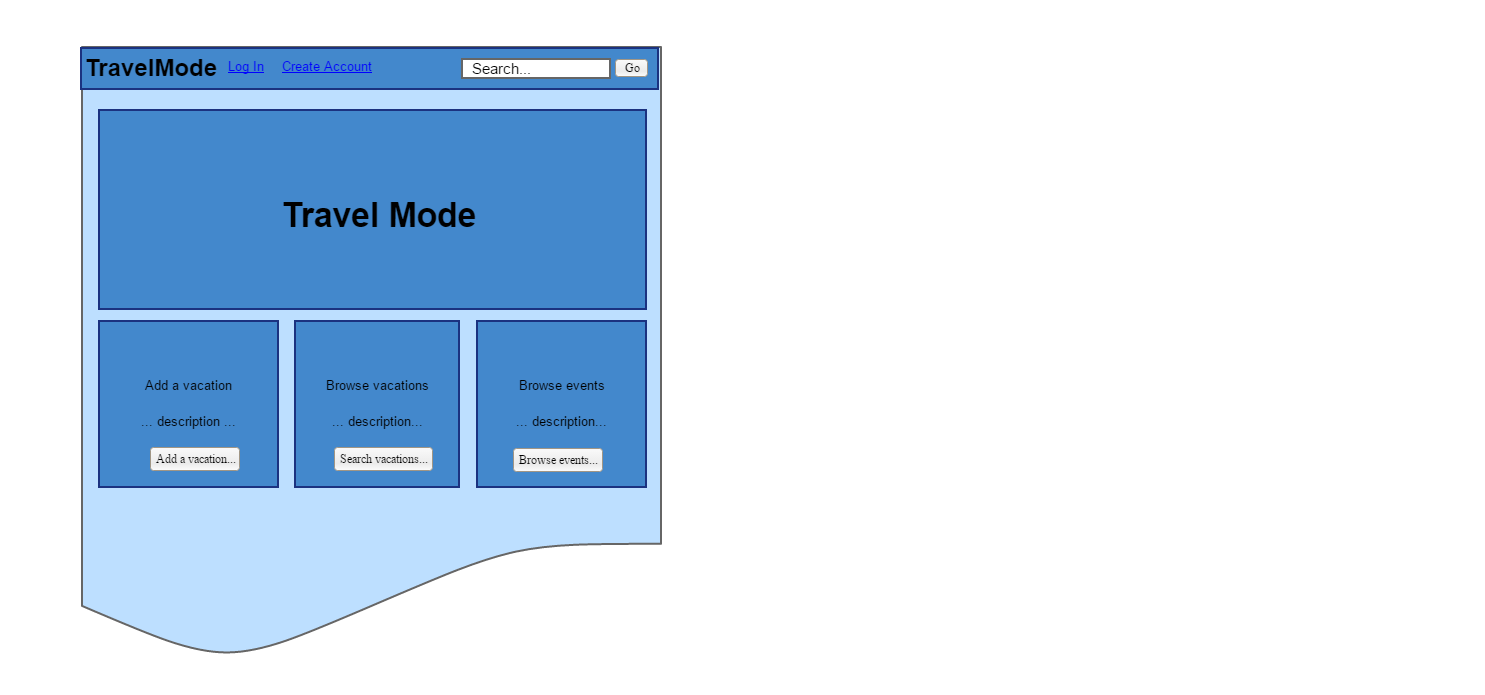 TravelMode Log In Create Account Search... Go
Travel Mode
Add a vacation Browse vacations Browse events
... description ... ... description... ... description...
Add a vacation... Search vacations... Browse events...